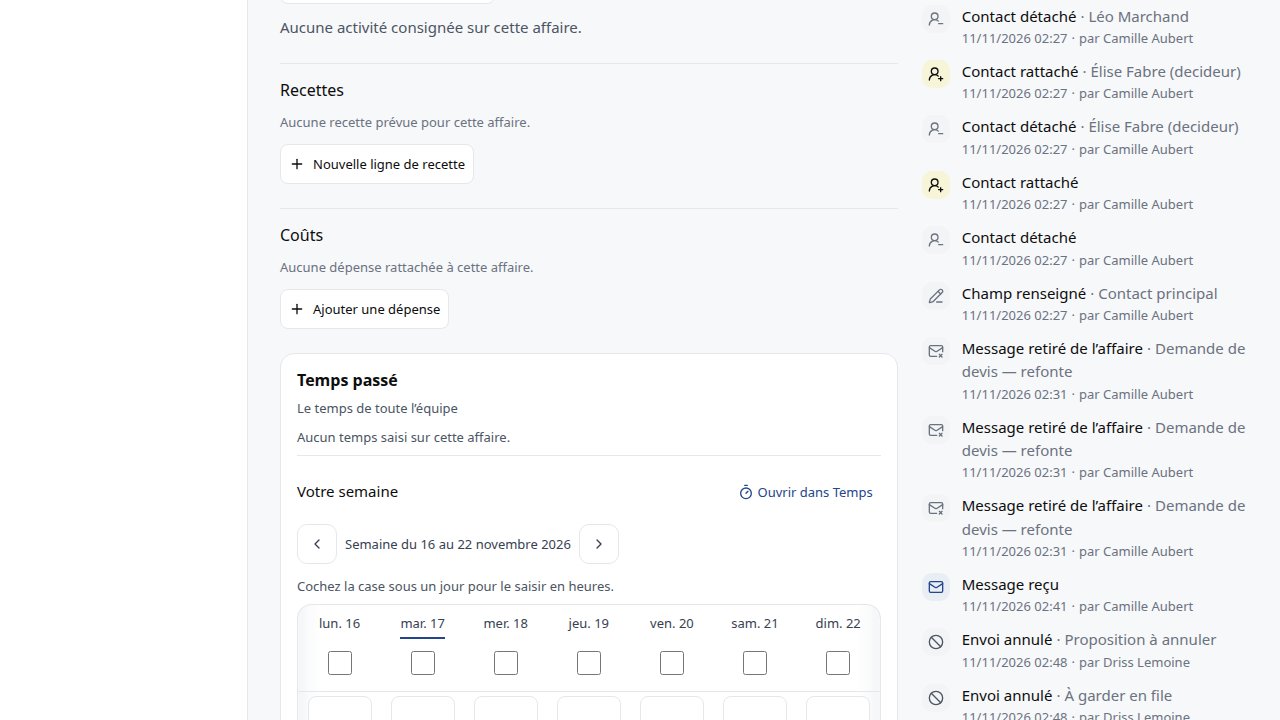 Aucune activité consignée sur cette affaire.
Recettes
Aucune recette prévue pour cette affaire.
Nouvelle ligne de recette
Coûts
Aucune dépense rattachée à cette affaire.
Ajouter une dépense
Temps passé
Le temps de toute l’équipe
Aucun temps saisi sur cette affaire.
Votre semaine
Ouvrir dans Temps
Semaine du 16 au 22 novembre 2026
Cochez la case sous un jour pour le saisir en heures.
lun. 16 mar. 17 mer. 18 jeu. 19 ven. 20 sam. 21 dim. 22
Contact détaché · Léo Marchand
11/11/2026 02:27 · par Camille Aubert
Contact rattaché · Élise Fabre (decideur)
11/11/2026 02:27 · par Camille Aubert
Contact détaché · Élise Fabre (decideur)
11/11/2026 02:27 · par Camille Aubert
Contact rattaché
11/11/2026 02:27 · par Camille Aubert
Contact détaché
11/11/2026 02:27 · par Camille Aubert
Champ renseigné · Contact principal
11/11/2026 02:27 · par Camille Aubert
Message retiré de l’affaire · Demande de
devis — refonte
11/11/2026 02:31 · par Camille Aubert
Message retiré de l’affaire · Demande de
devis — refonte
11/11/2026 02:31 · par Camille Aubert
Message retiré de l’affaire · Demande de
devis — refonte
11/11/2026 02:31 · par Camille Aubert
Message reçu
11/11/2026 02:41 · par Camille Aubert
Envoi annulé · Proposition à annuler
11/11/2026 02:48 · par Driss Lemoine
Envoi annulé · À garder en file
11/11/2026 02:48 · par Driss Lemoine